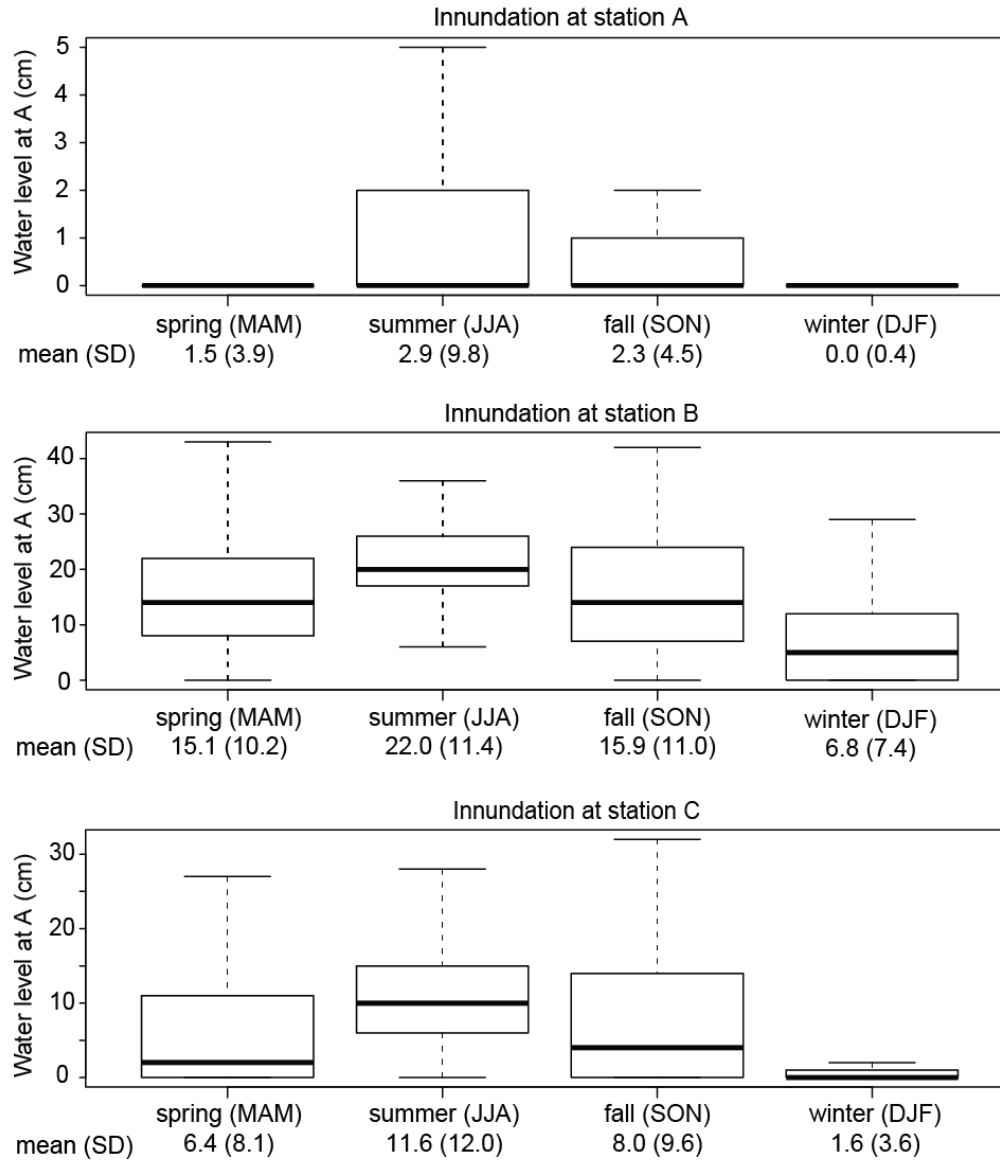 Innundation at station A
Water level at A (cm)
5
4
3
2
1
0
spring (MAM) summer (JJA) fall (SON) winter (DJF)
mean (SD) 1.5 (3.9) 2.9 (9.8) 2.3 (4.5) 0.0 (0.4)
Innundation at station B
Water level at A (cm)
40
30
20
10
0
spring (MAM) summer (JJA) fall (SON) winter (DJF)
mean (SD) 15.1 (10.2) 22.0 (11.4) 15.9 (11.0) 6.8 (7.4)
Innundation at station C
Water level at A (cm)
30
20
10
0
spring (MAM) summer (JJA) fall (SON) winter (DJF)
mean (SD) 6.4 (8.1) 11.6 (12.0) 8.0 (9.6) 1.6 (3.6)